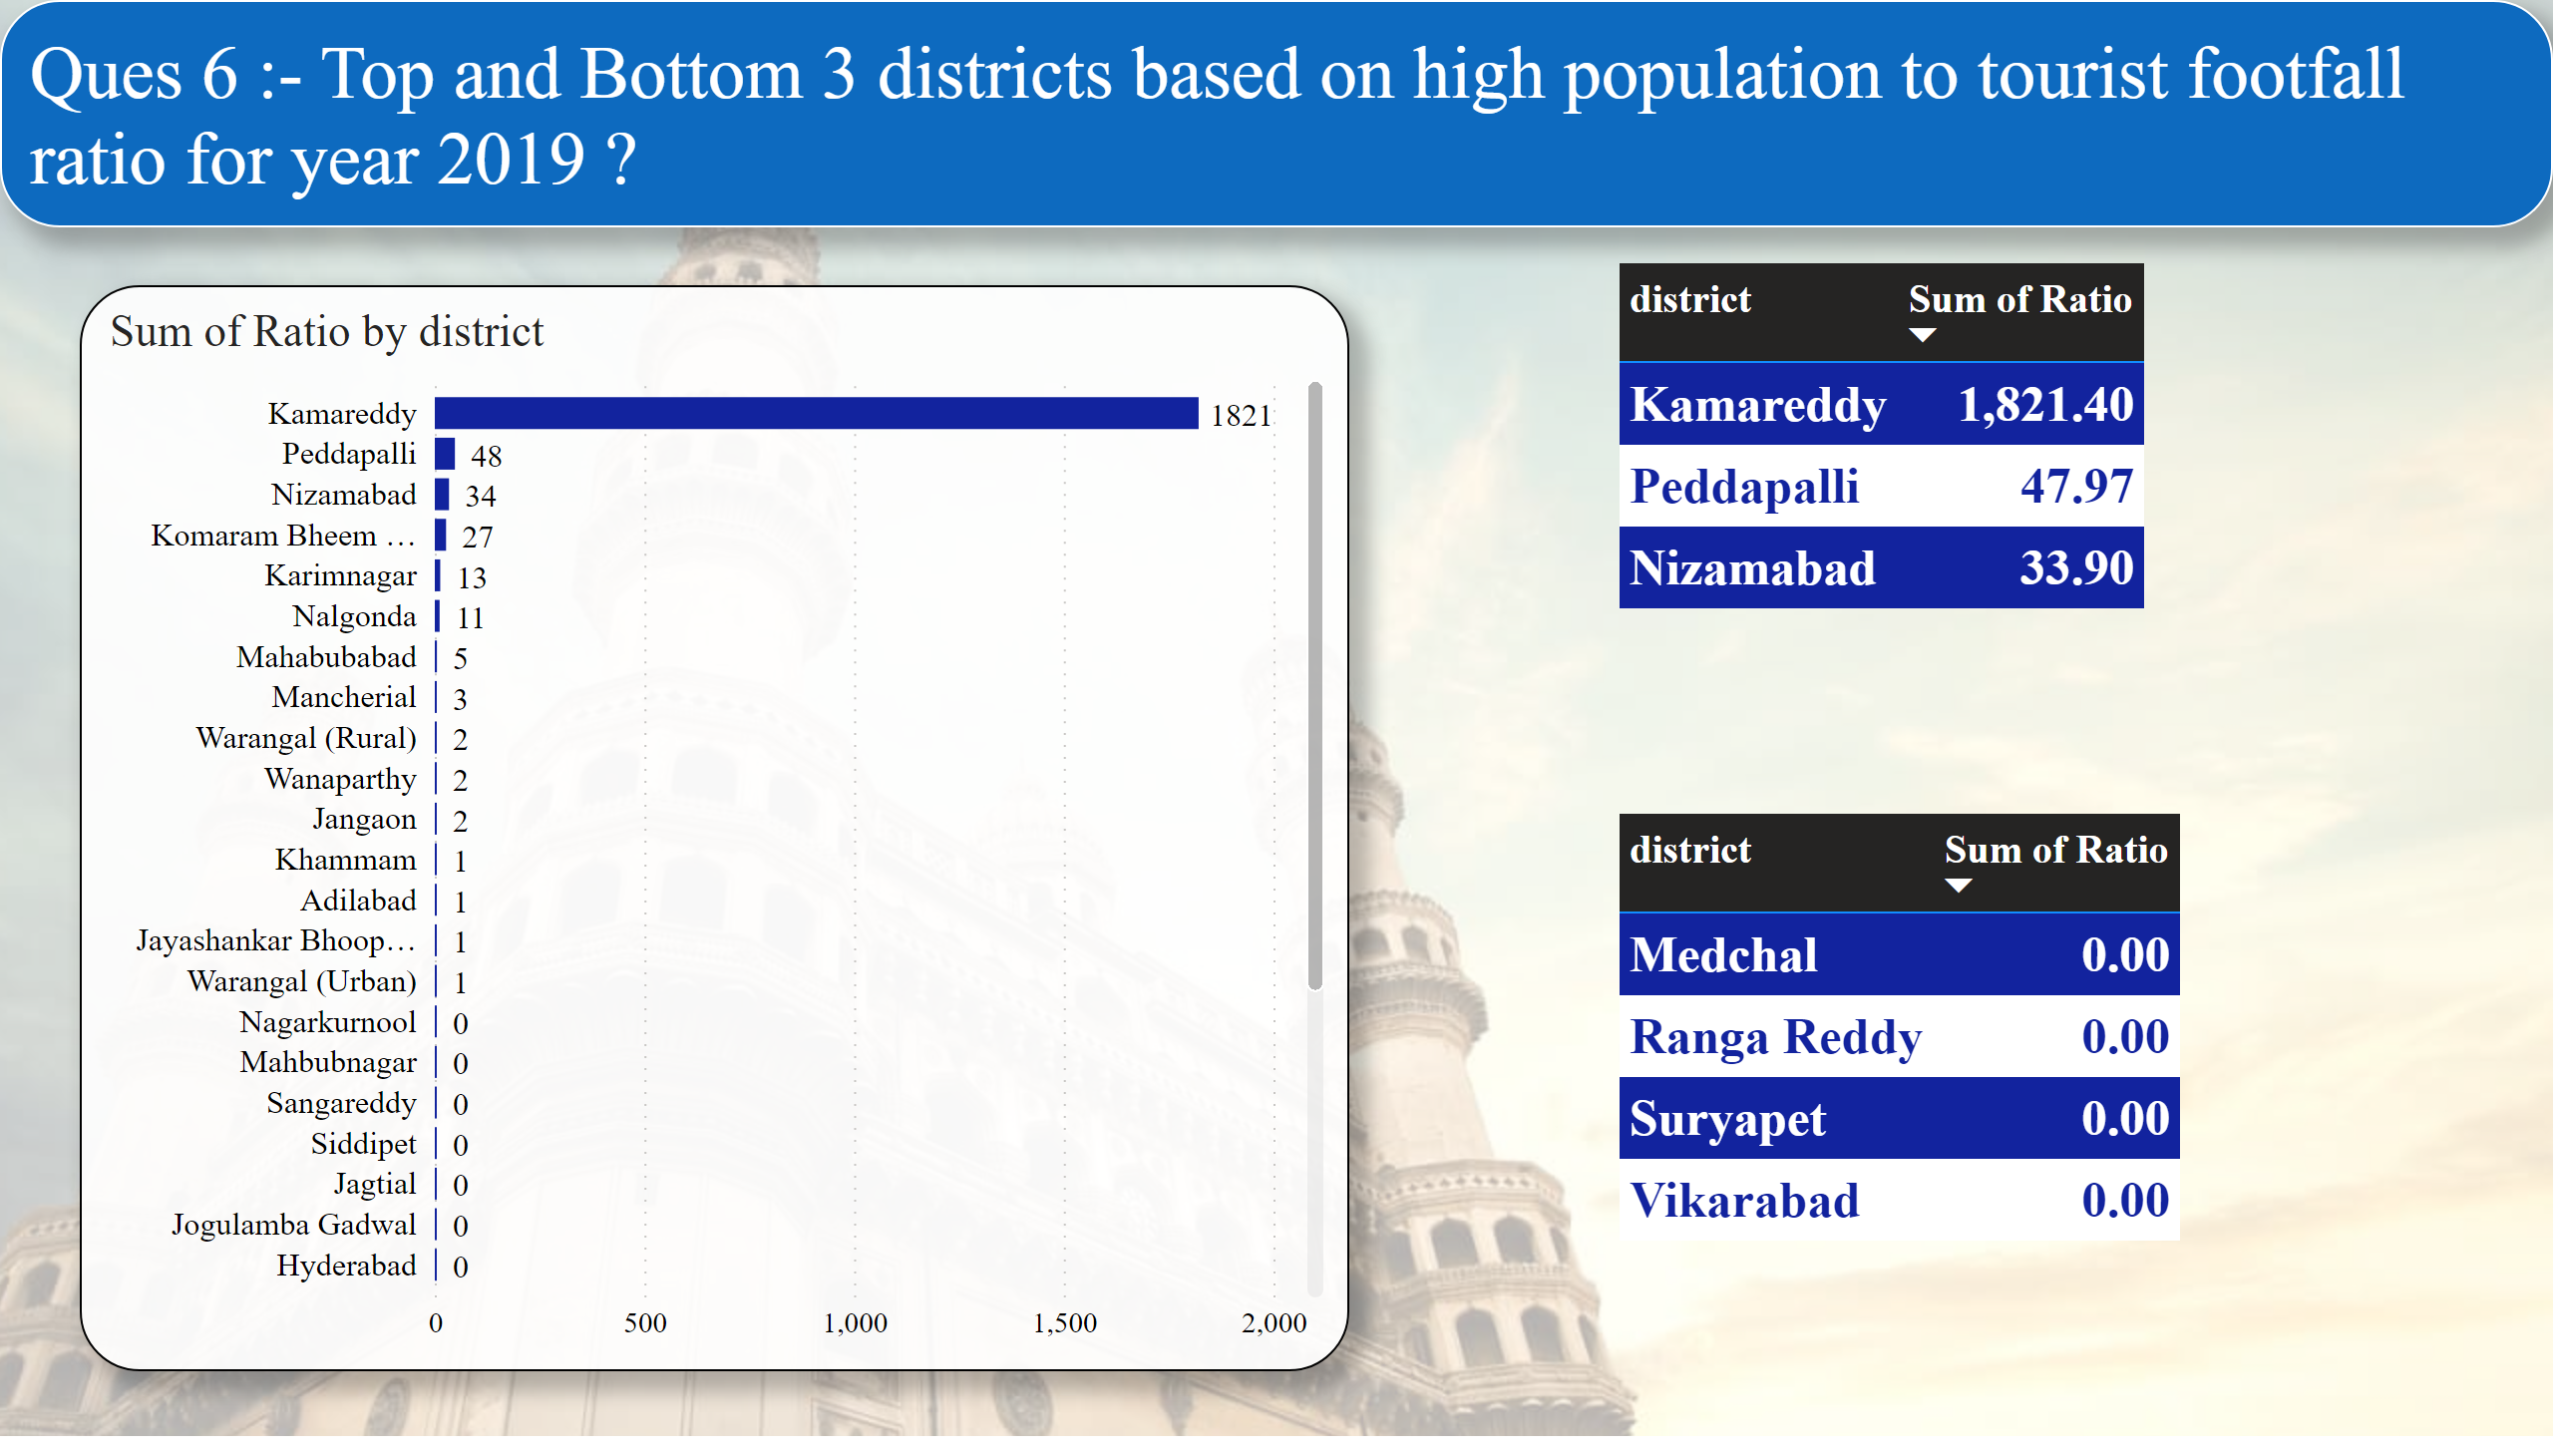 Ques 6 :- Top and Bottom 3 districts based on high population to tourist footfall
ratio for year 2019 ?
Sum of Ratio by district
Kamareddy 1821
Peddapalli 48
Nizamabad 34
Komaram Bheem … 27
Karimnagar 13
Nalgonda 11
Mahabubabad 5
Mancherial 3
Warangal (Rural) 2
Wanaparthy 2
Jangaon 2
Khammam 1
Adilabad 1
Jayashankar Bhoop… 1
Warangal (Urban) 1
Nagarkurnool 0
Mahbubnagar 0
Sangareddy 0
Siddipet 0
Jagtial 0
Jogulamba Gadwal 0
Hyderabad 0
0 500 1,000 1,500 2,000
district Sum of Ratio
Kamareddy 1,821.40
Peddapalli 47.97
Nizamabad 33.90
district Sum of Ratio
Medchal 0.00
Ranga Reddy 0.00
Suryapet 0.00
Vikarabad 0.00